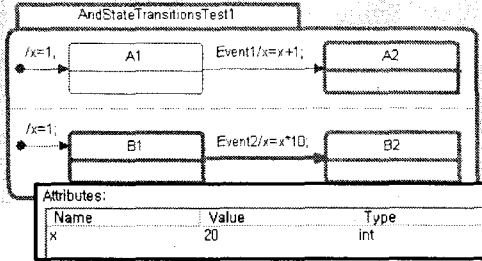 AndStateTransitionsTest1
/x=1; A1 Event1/x=x+1; A2
/x=1; B1 Event2/x=x*10; B2
Attributes:
Name Value Type
x 20 int